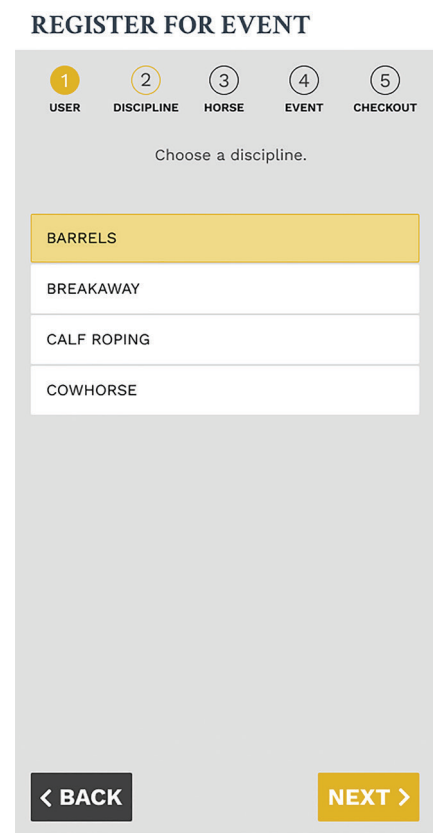 REGISTER FOR EVENT
1 2 3 4 5
USER DISCIPLINE HORSE EVENT CHECKOUT
Choose a discipline.
BARRELS
BREAKAWAY
CALF ROPING
COWHORSE
< BACK NEXT >